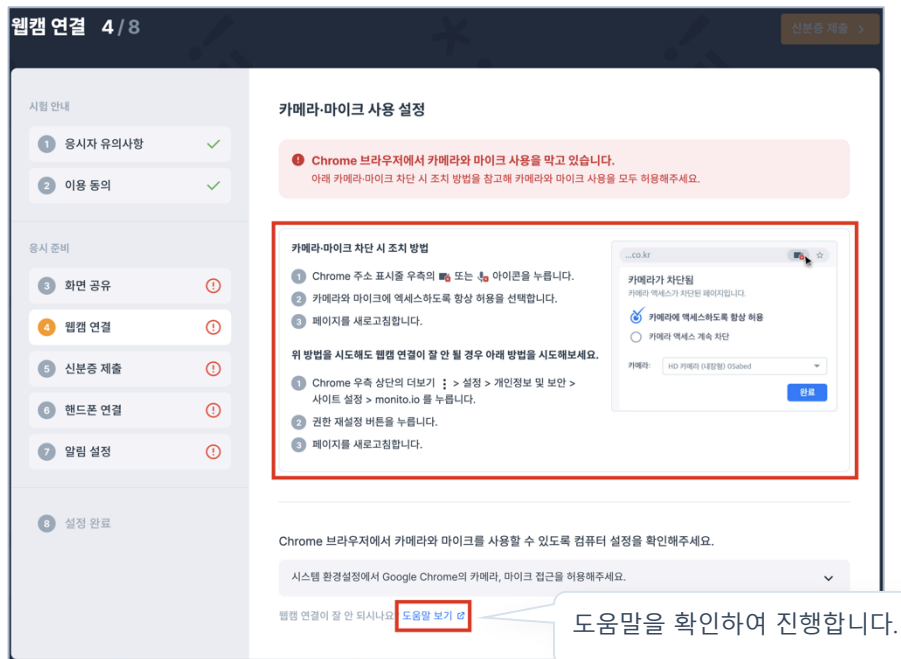 웹캠 연결 4 / 8
신분증 제출 >
시험 안내
1 응시자 유의사항
2 이용 동의
응시 준비
3 화면 공유
4 웹캠 연결
5 신분증 제출
6 핸드폰 연결
7 알림 설정
8 설정 완료
카메라·마이크 사용 설정
Chrome 브라우저에서 카메라와 마이크 사용을 막고 있습니다.
아래 카메라·마이크 차단 시 조치 방법을 참고해 카메라와 마이크 사용을 모두 허용해주세요.
카메라·마이크 차단 시 조치 방법
1 Chrome 주소 표시줄 우측의 또는 아이콘을 누릅니다.
2 카메라와 마이크에 엑세스하도록 항상 허용을 선택합니다.
3 페이지를 새로고침합니다.
위 방법을 시도해도 웹캠 연결이 잘 안 될 경우 아래 방법을 시도해보세요.
1 Chrome 우측 상단의 더보기 ⋮ > 설정 > 개인정보 및 보안 >
사이트 설정 > monito.io 를 누릅니다.
2 권한 재설정 버튼을 누릅니다.
3 페이지를 새로고침합니다.
...co.kr
카메라가 차단됨
카메라 액세스가 차단된 페이지입니다.
카메라에 액세스하도록 항상 허용
카메라 액세스 계속 차단
카메라: HD 카메라 (내장형) 05abed
완료
Chrome 브라우저에서 카메라와 마이크를 사용할 수 있도록 컴퓨터 설정을 확인해주세요.
시스템 환경설정에서 Google Chrome의 카메라, 마이크 접근을 허용해주세요.
웹캠 연결이 잘 안 되시나요 도움말 보기
도움말을 확인하여 진행합니다.